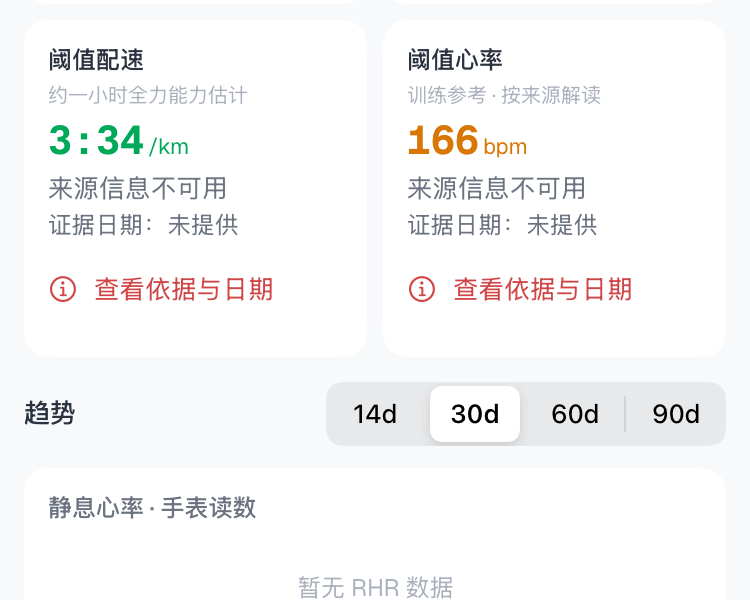 阈值配速
约一小时全力能力估计
3:34/km
来源信息不可用
证据日期：未提供
查看依据与日期
阈值心率
训练参考 · 按来源解读
166 bpm
来源信息不可用
证据日期：未提供
查看依据与日期
趋势
14d 30d 60d 90d
静息心率 · 手表读数
暂无 RHR 数据